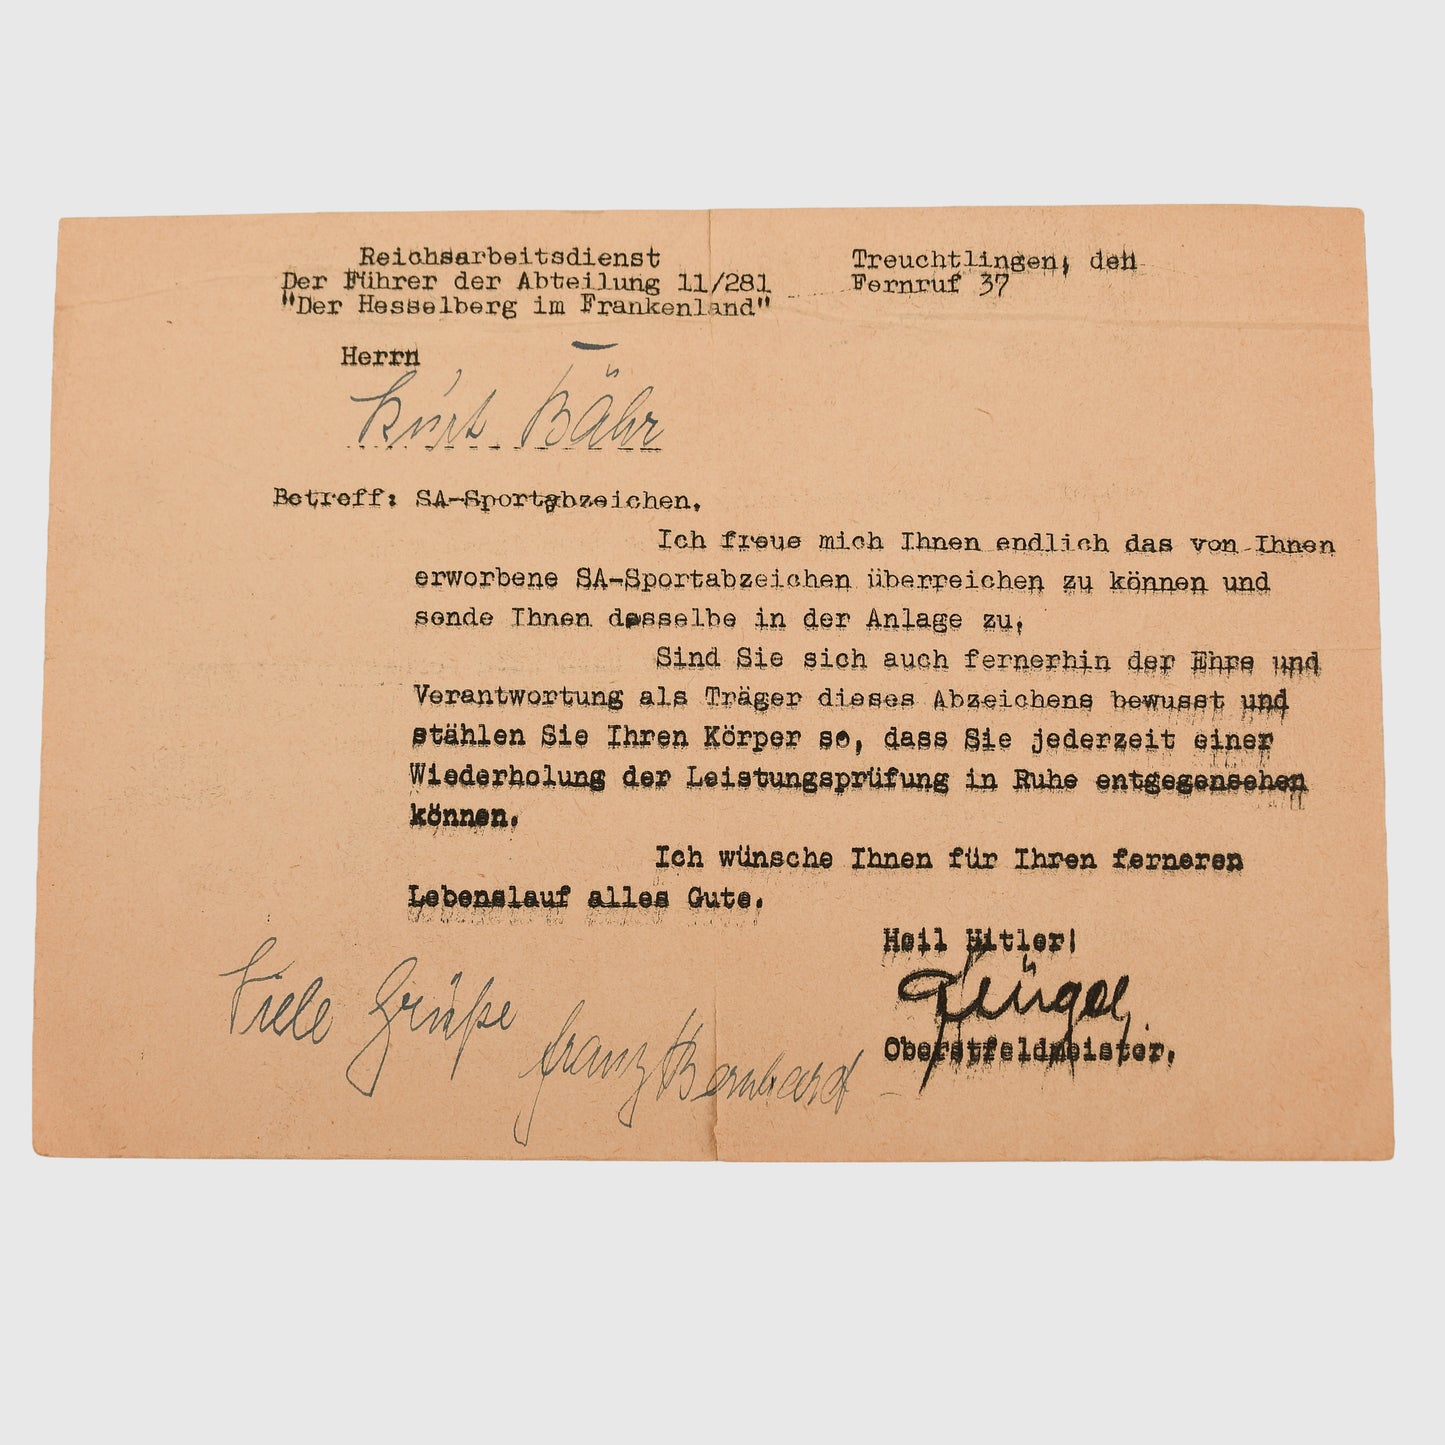 Reichsarbeitsdienst
Der Führer der Abteilung 11/281
"Der Hesselberg im Frankenland"
Treuchtlingen, den
Fernruf 37
Herrn
Kurt Bähr
Betreff: SA-Sportabzeichen.
Ich freue mich Ihnen endlich das von Ihnen
erworbene SA-Sportabzeichen überreichen zu können und
sende Ihnen dasselbe in der Anlage zu.
Sind Sie sich auch fernerhin der Ehre und
Verantwortung als Träger dieses Abzeichens bewusst und
stählen Sie Ihren Körper so, dass Sie jederzeit einer
Wiederholung der Leistungsprüfung in Ruhe entgegensehen
können.
Ich wünsche Ihnen für Ihren ferneren
Lebenslauf alles Gute.
Heil Hitler!
Oberstfeldmeister.
Viele Grüße
Franz Bernhard